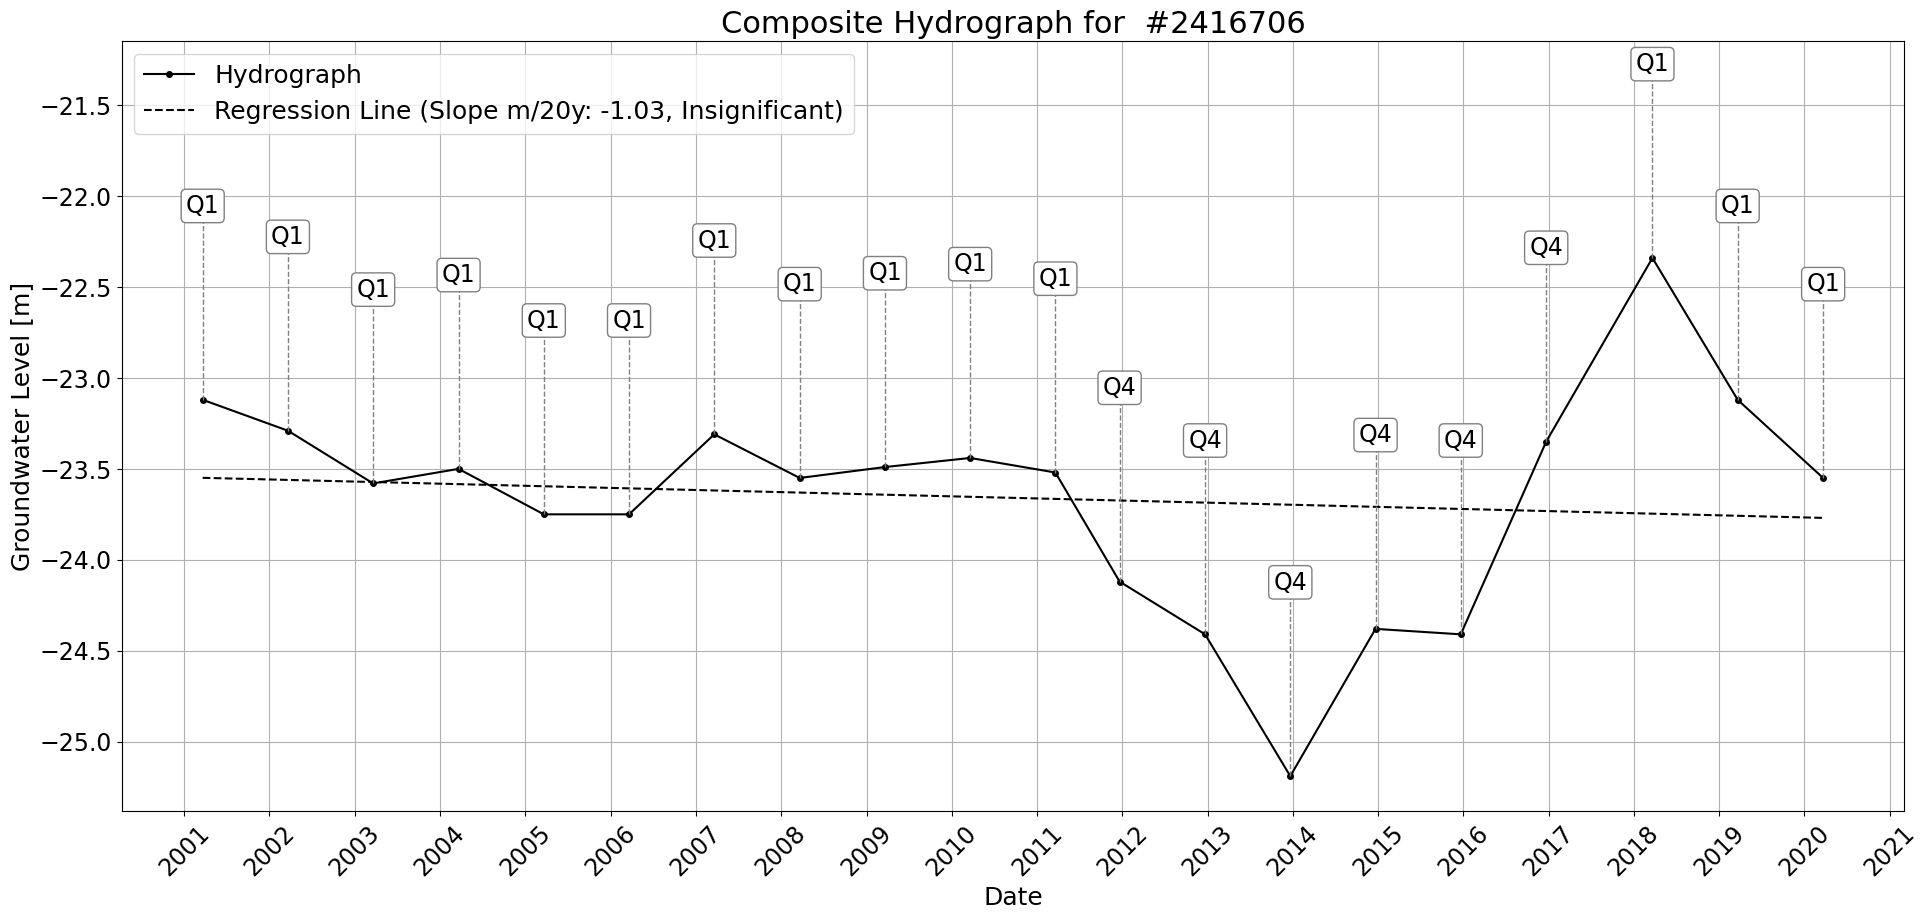 Composite Hydrograph for  #2416706
Hydrograph
Regression Line (Slope m/20y: -1.03, Insignificant)
Groundwater Level [m]
−21.5
−22.0
−22.5
−23.0
−23.5
−24.0
−24.5
−25.0
Q1
Q1
Q1
Q1
Q1
Q1
Q1
Q1
Q1
Q1
Q1
Q4
Q4
Q4
Q4
Q4
Q4
Q1
Q1
Q1
2001
2002
2003
2004
2005
2006
2007
2008
2009
2010
2011
2012
2013
2014
2015
2016
2017
2018
2019
2020
2021
Date